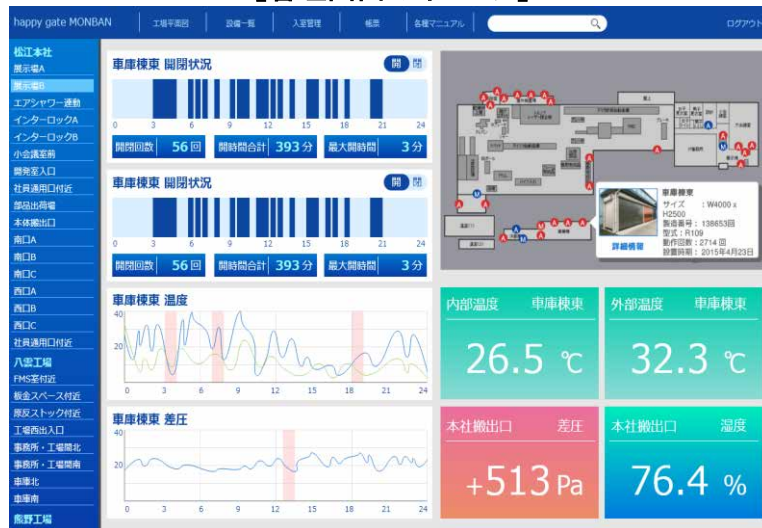 happy gate MONBAN
工場平面図
設備一覧
入室管理
帳票
各種マニュアル
ログアウト
松江本社
展示場A
展示場B
エアシャワー連動
インターロックA
インターロックB
小会議室前
開発室入口
社員通用口付近
部品出荷場
本体搬出口
南口A
南口B
南口C
西口A
西口B
西口C
社員通用口付近
八雲工場
FMS室付近
板金スペース付近
原反ストック付近
工場西出入口
事務所・工場間北
事務所・工場間南
車庫北
車庫南
熊野工場
車庫棟東 開閉状況
開 閉
0 3 6 9 12 15 18 21 24
開閉回数 56回 開時間合計 393分 最大開時間 3分
車庫棟東 開閉状況
開 閉
0 3 6 9 12 15 18 21 24
開閉回数 56回 開時間合計 393分 最大開時間 3分
車庫棟東 温度
40
20
0 3 6 9 12 15 18 21 24
車庫棟東 差圧
40
20
0 3 6 9 12 15 18 21 24
車庫棟東
サイズ : W4000 x
H2500
製造番号 : 138653回
型式 : R109
動作回数 : 2714 回
設置時期 : 2015年4月23日
詳細情報
内部温度 車庫棟東
26.5 ℃
外部温度 車庫棟東
32.3 ℃
本社搬出口 差圧
+513 Pa
本社搬出口 湿度
76.4 %